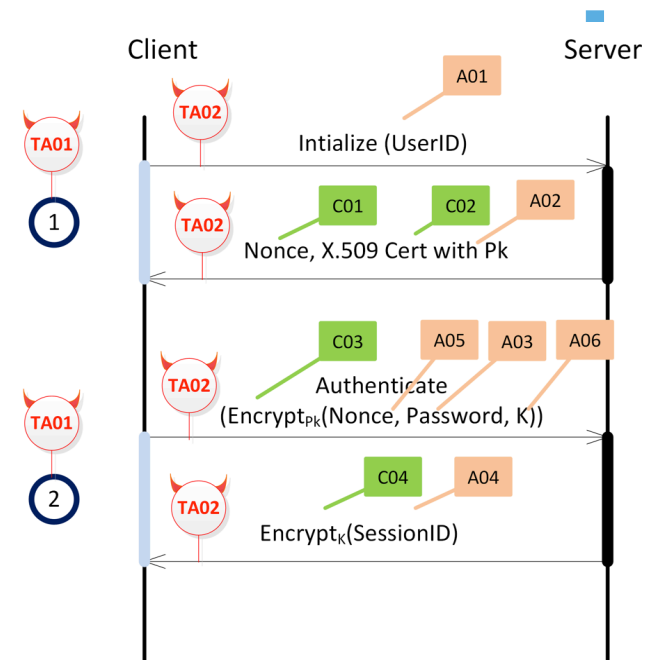 Client
Server
A01
TA02
TA01
Intialize (UserID)
1
C01
C02
A02
TA02
Nonce, X.509 Cert with Pk
C03
A05
A03
A06
TA02
Authenticate
TA01
(EncryptPk(Nonce, Password, K))
2
C04
A04
TA02
EncryptK(SessionID)